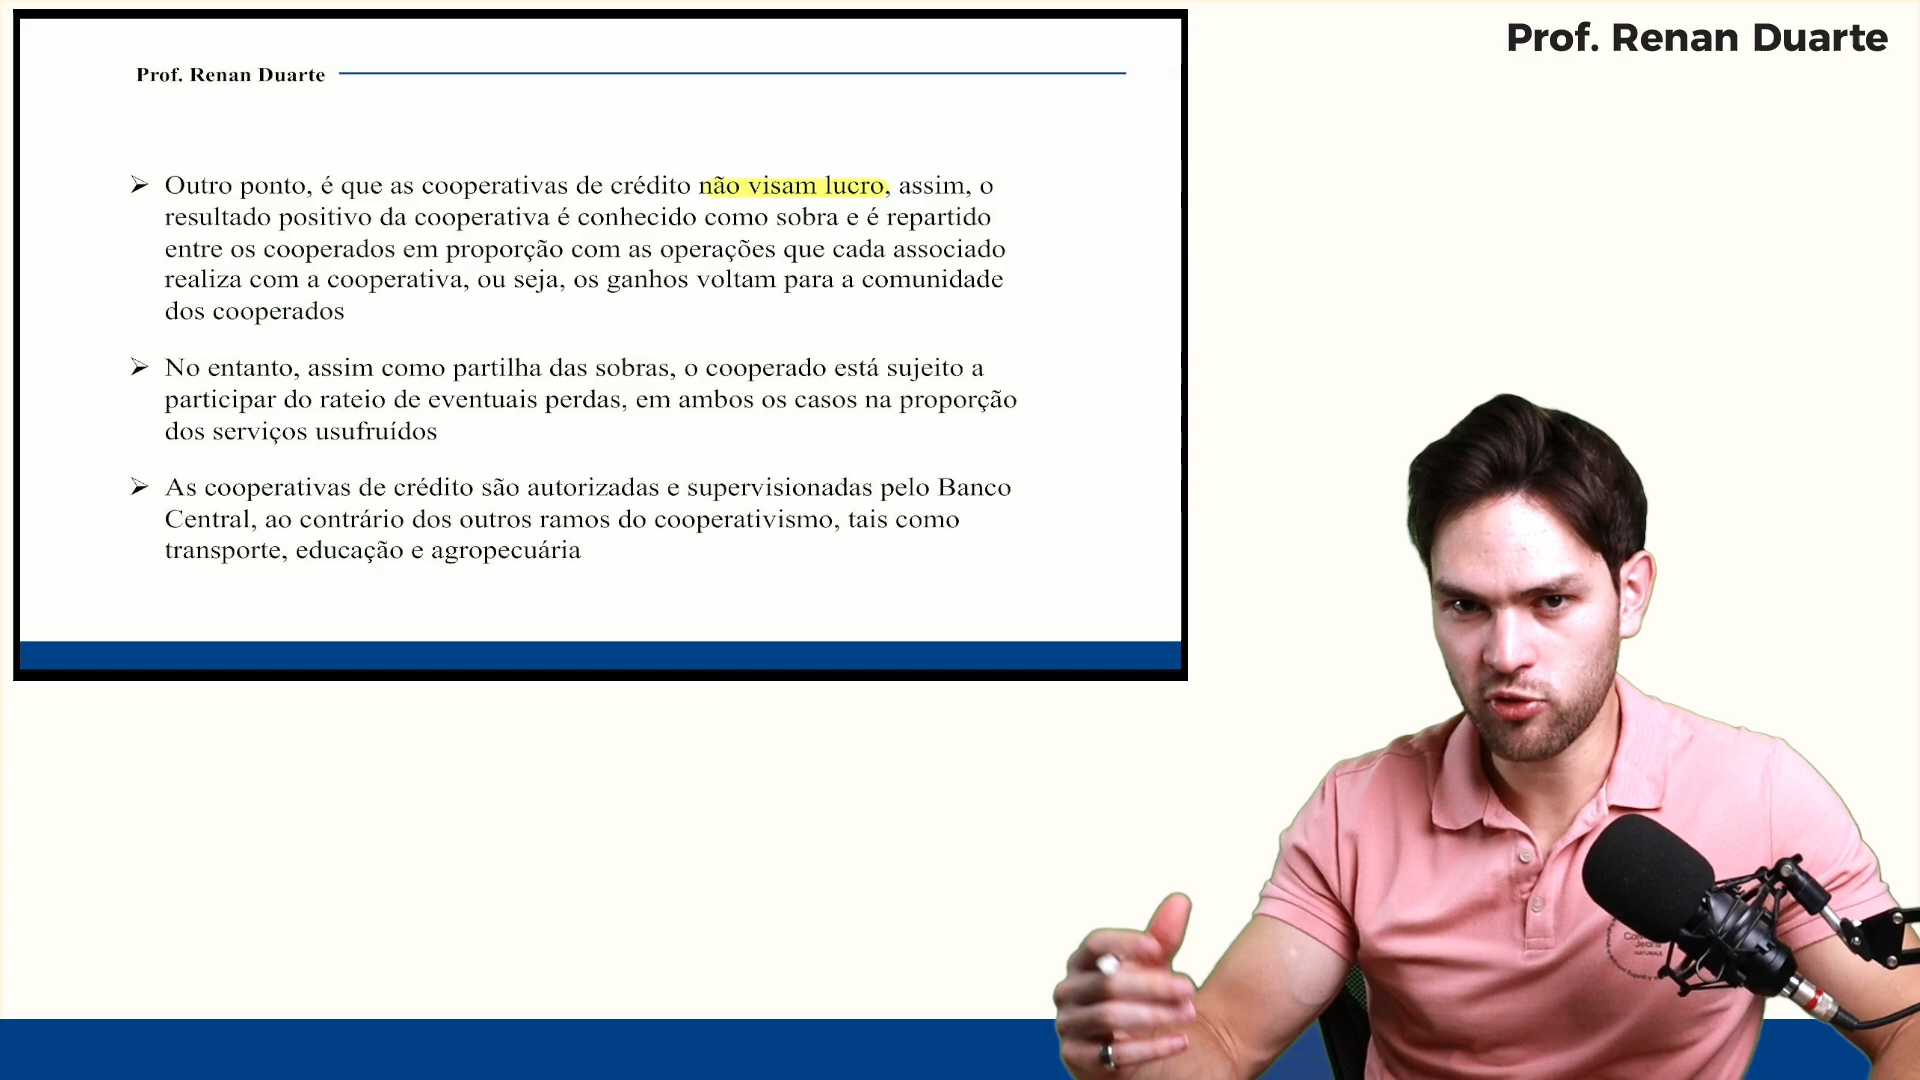 Prof. Renan Duarte
Prof. Renan Duarte
➢ Outro ponto, é que as cooperativas de crédito não visam lucro, assim, o
resultado positivo da cooperativa é conhecido como sobra e é repartido
entre os cooperados em proporção com as operações que cada associado
realiza com a cooperativa, ou seja, os ganhos voltam para a comunidade
dos cooperados
➢ No entanto, assim como partilha das sobras, o cooperado está sujeito a
participar do rateio de eventuais perdas, em ambos os casos na proporção
dos serviços usufruídos
➢ As cooperativas de crédito são autorizadas e supervisionadas pelo Banco
Central, ao contrário dos outros ramos do cooperativismo, tais como
transporte, educação e agropecuária